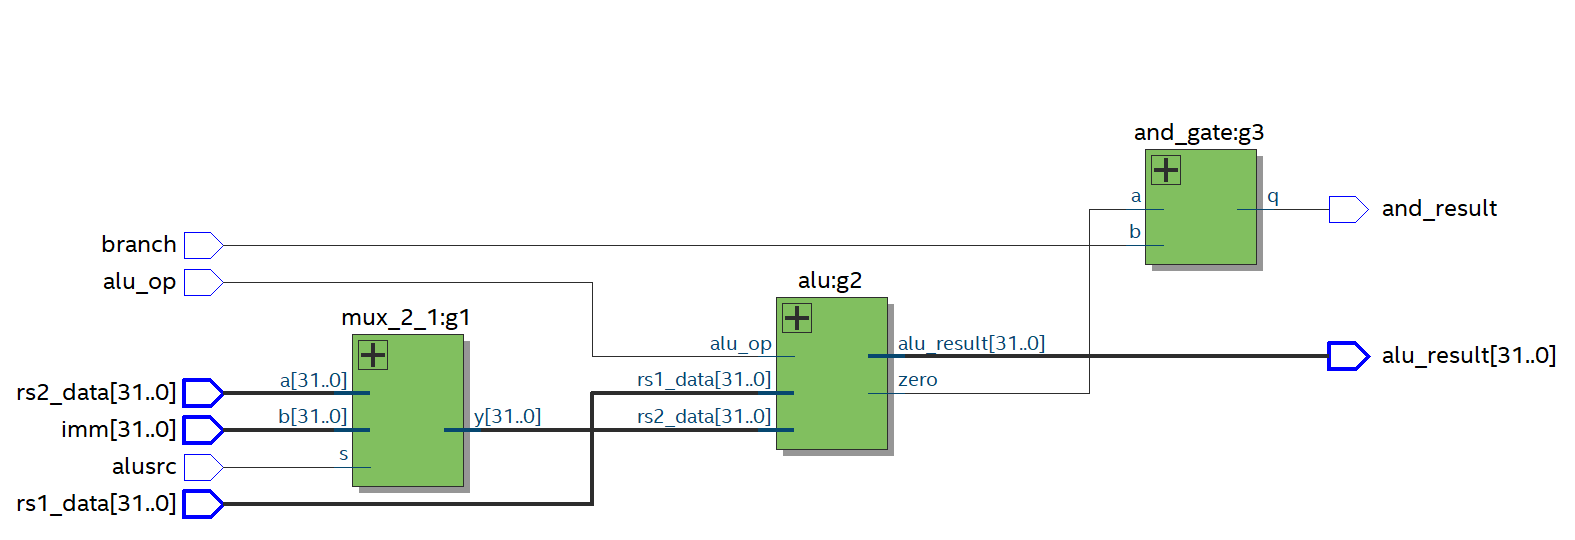 and_gate:g3
a
q
and_result
b
branch
alu_op
alu:g2
mux_2_1:g1
alu_op
alu_result[31..0]
alu_result[31..0]
rs2_data[31..0]
a[31..0]
rs1_data[31..0]
zero
imm[31..0]
b[31..0]
y[31..0]
rs2_data[31..0]
alusrc
s
rs1_data[31..0]